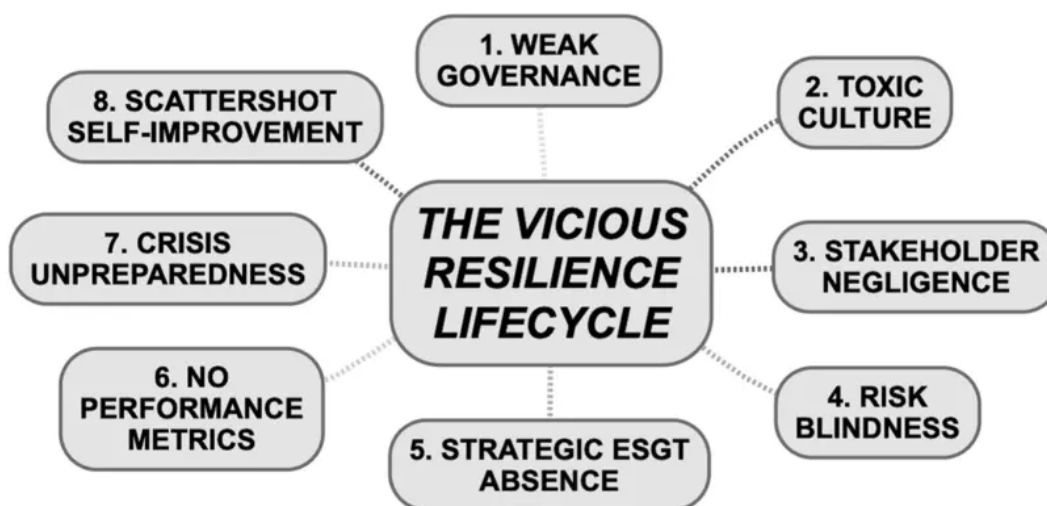 1. WEAK
GOVERNANCE
2. TOXIC
CULTURE
3. STAKEHOLDER
NEGLIGENCE
4. RISK
BLINDNESS
5. STRATEGIC ESGT
ABSENCE
6. NO
PERFORMANCE
METRICS
7. CRISIS
UNPREPAREDNESS
8. SCATTERSHOT
SELF-IMPROVEMENT
THE VICIOUS
RESILIENCE
LIFECYCLE